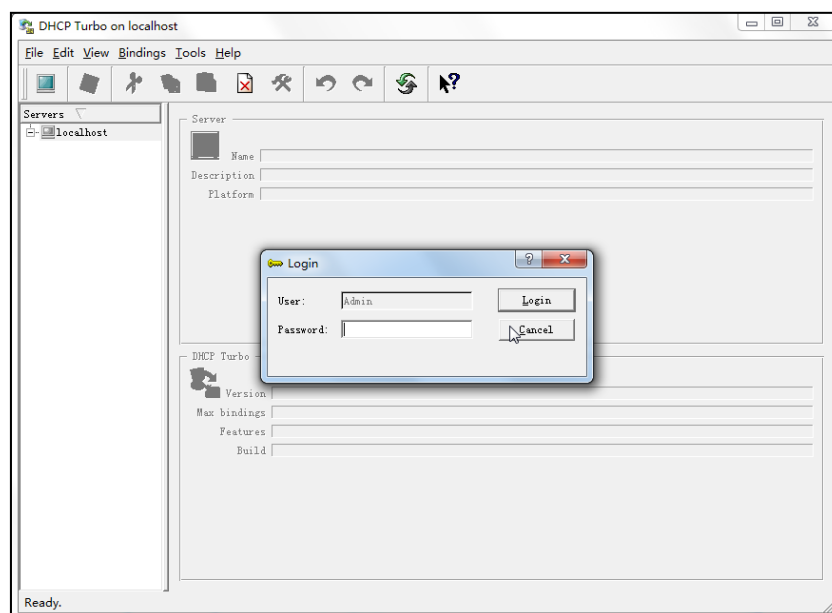 DHCP Turbo on localhost
File Edit View Bindings Tools Help
Servers
localhost
Server
Name
Description
Platform
Login
User: Admin Login
Password: Cancel
DHCP Turbo
Version
Max bindings
Features
Build
Ready.